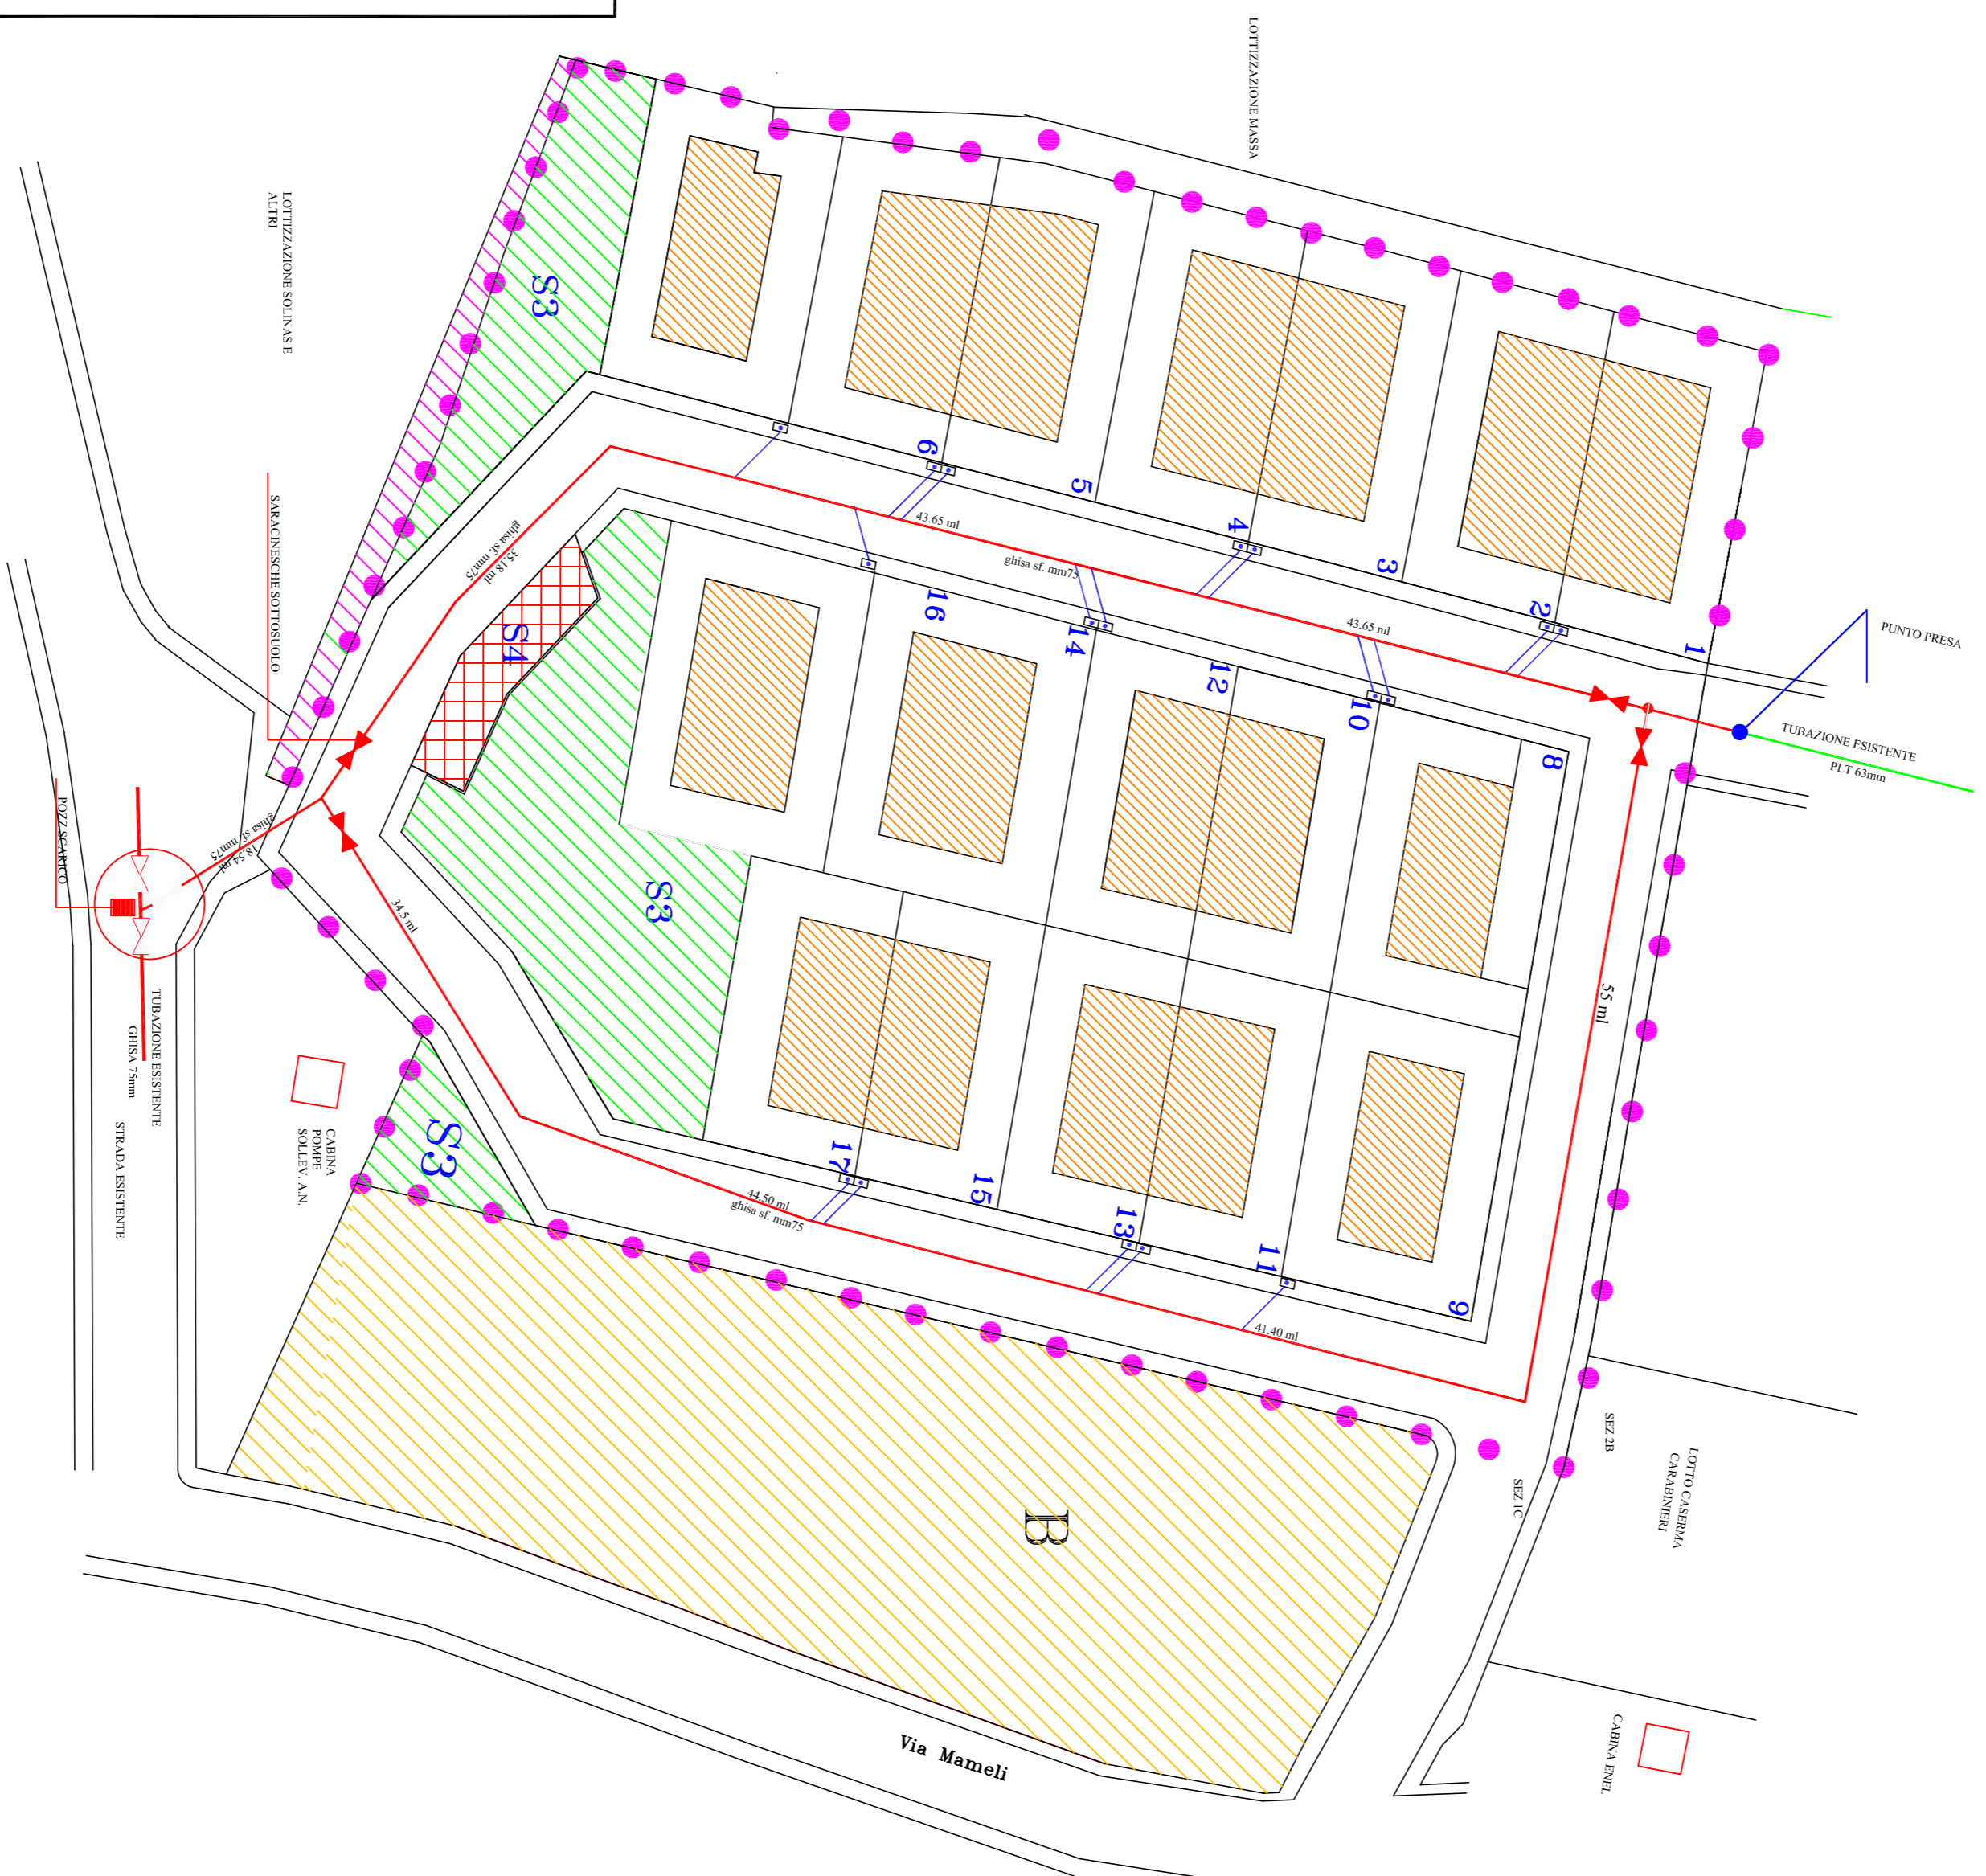 LOTTIZZAZIONE MASSA
LOTTIZZAZIONE SOLINAS E
ALTRI
S3
SARACINESCHE SOTTOSUOLO
6
5
4
3
2
1
43.65 ml
ghisa sf. mm75
43.65 ml
ghisa sf. mm75
35.18 ml
PUNTO PRESA
TUBAZIONE ESISTENTE
PLT 63mm
S4
16
14
12
10
8
POZZ SCARICO
ghisa sf. mm75
18.54 ml
34.5 ml
S3
55 ml
TUBAZIONE ESISTENTE
GHISA 75mm
STRADA ESISTENTE
CABINA
POMPE
SOLLEV. A.N.
S3
17
15
13
11
9
44.50 ml
ghisa sf. mm75
41.40 ml
SEZ 2B
SEZ 1C
LOTTO CASERMA
CARABINIERI
B
CABINA ENEL
Via Mameli